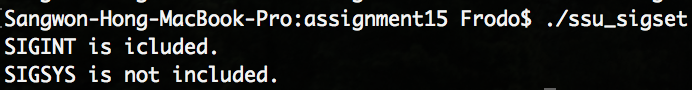 Sangwon-Hong-MacBook-Pro:assignment15 Frodo$ ./ssu_sigset
SIGINT is icluded.
SIGSYS is not included.